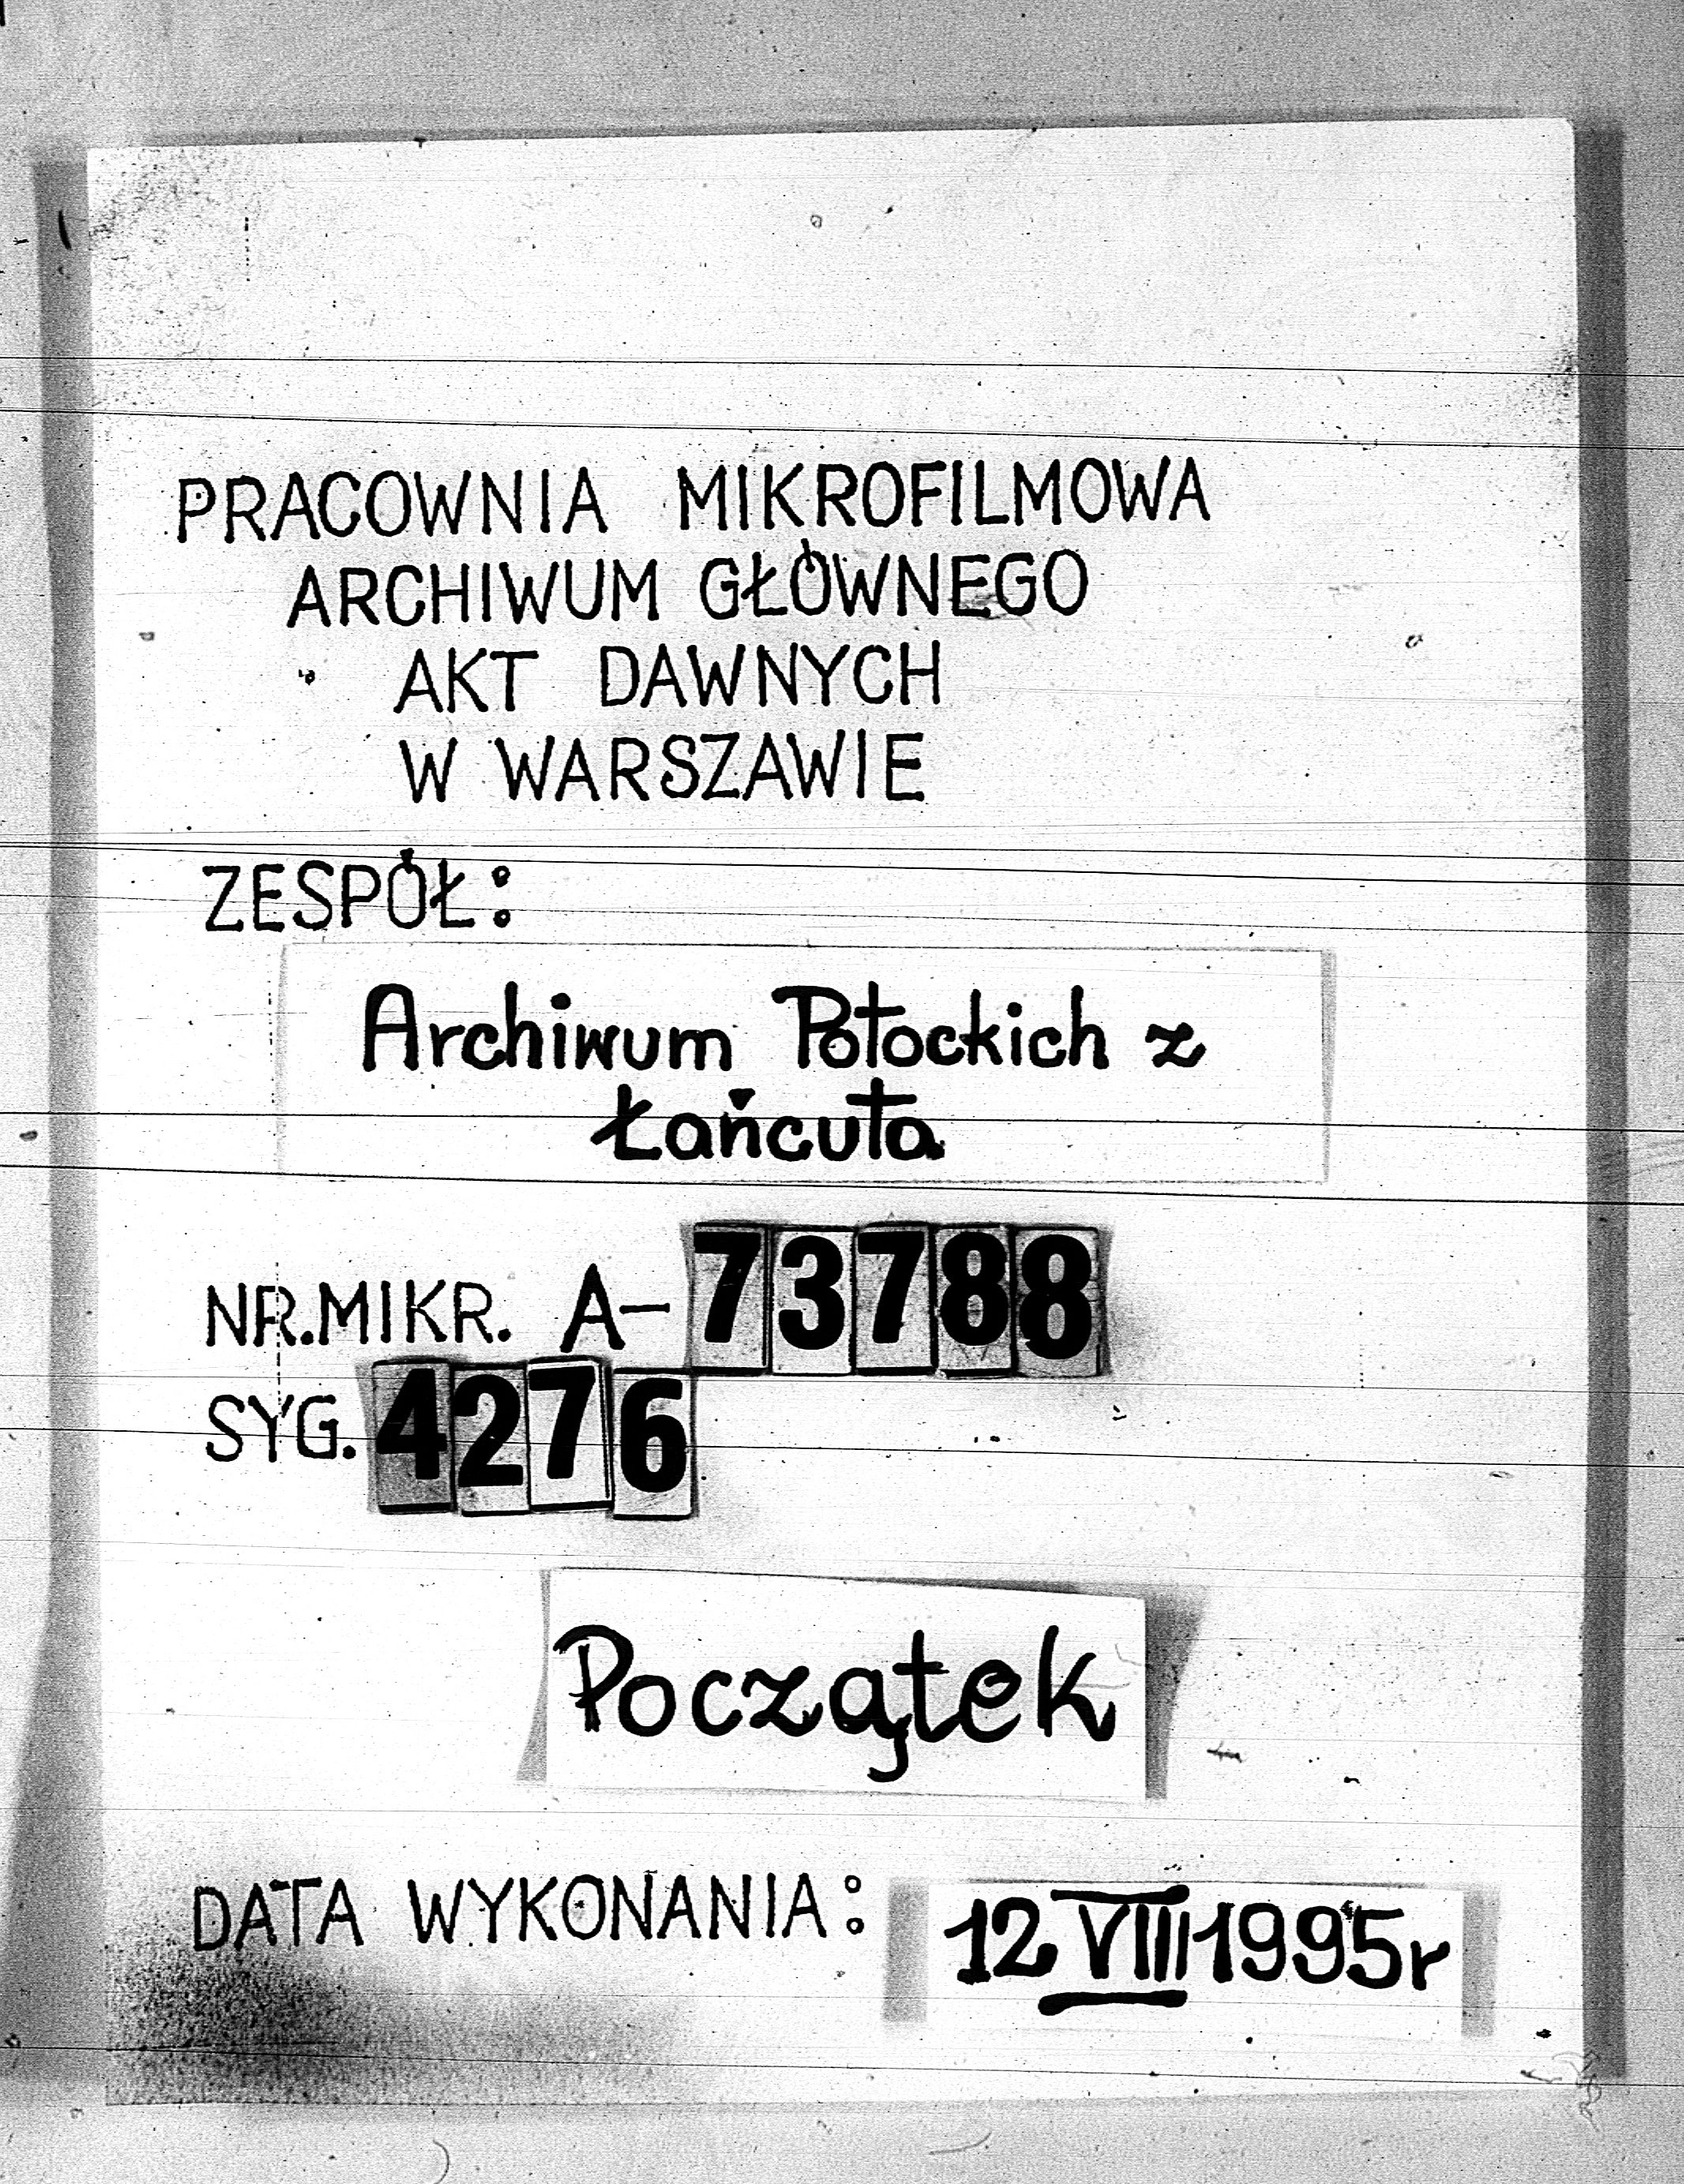 PRACOWNIA MIKROFILMOWA
ARCHIWUM GŁÓWNEGO
AKT DAWNYCH
W WARSZAWIE
ZESPÓŁ:
Archiwum Potockich z
Łańcuta
NR.MIKR. A-73788
SYG. 4276
Początek
DATA WYKONANIA: 12 VIII 1995r